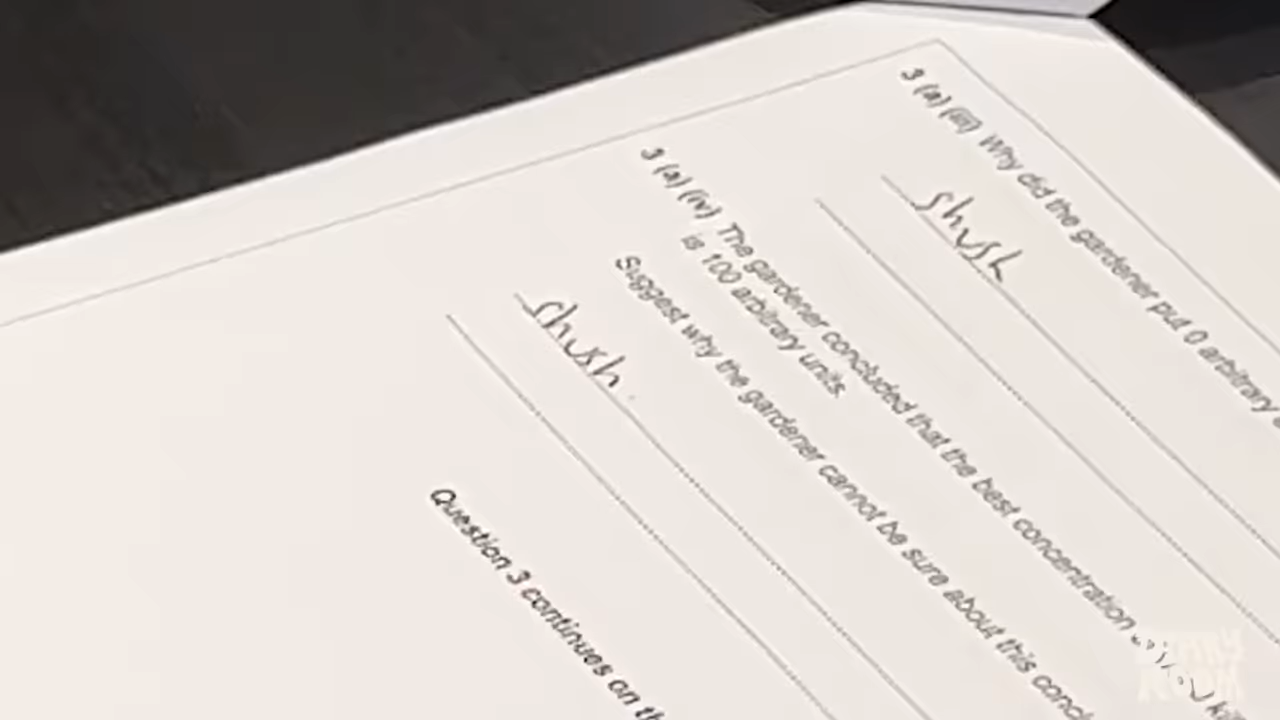 3 (a) (iii) Why did the gardener put 0 arbitrary
shush
3 (a) (iv) The gardener concluded that the best concentration
is 100 arbitrary units.
Suggest why the gardener cannot be sure about this
shush
Question 3 continues on